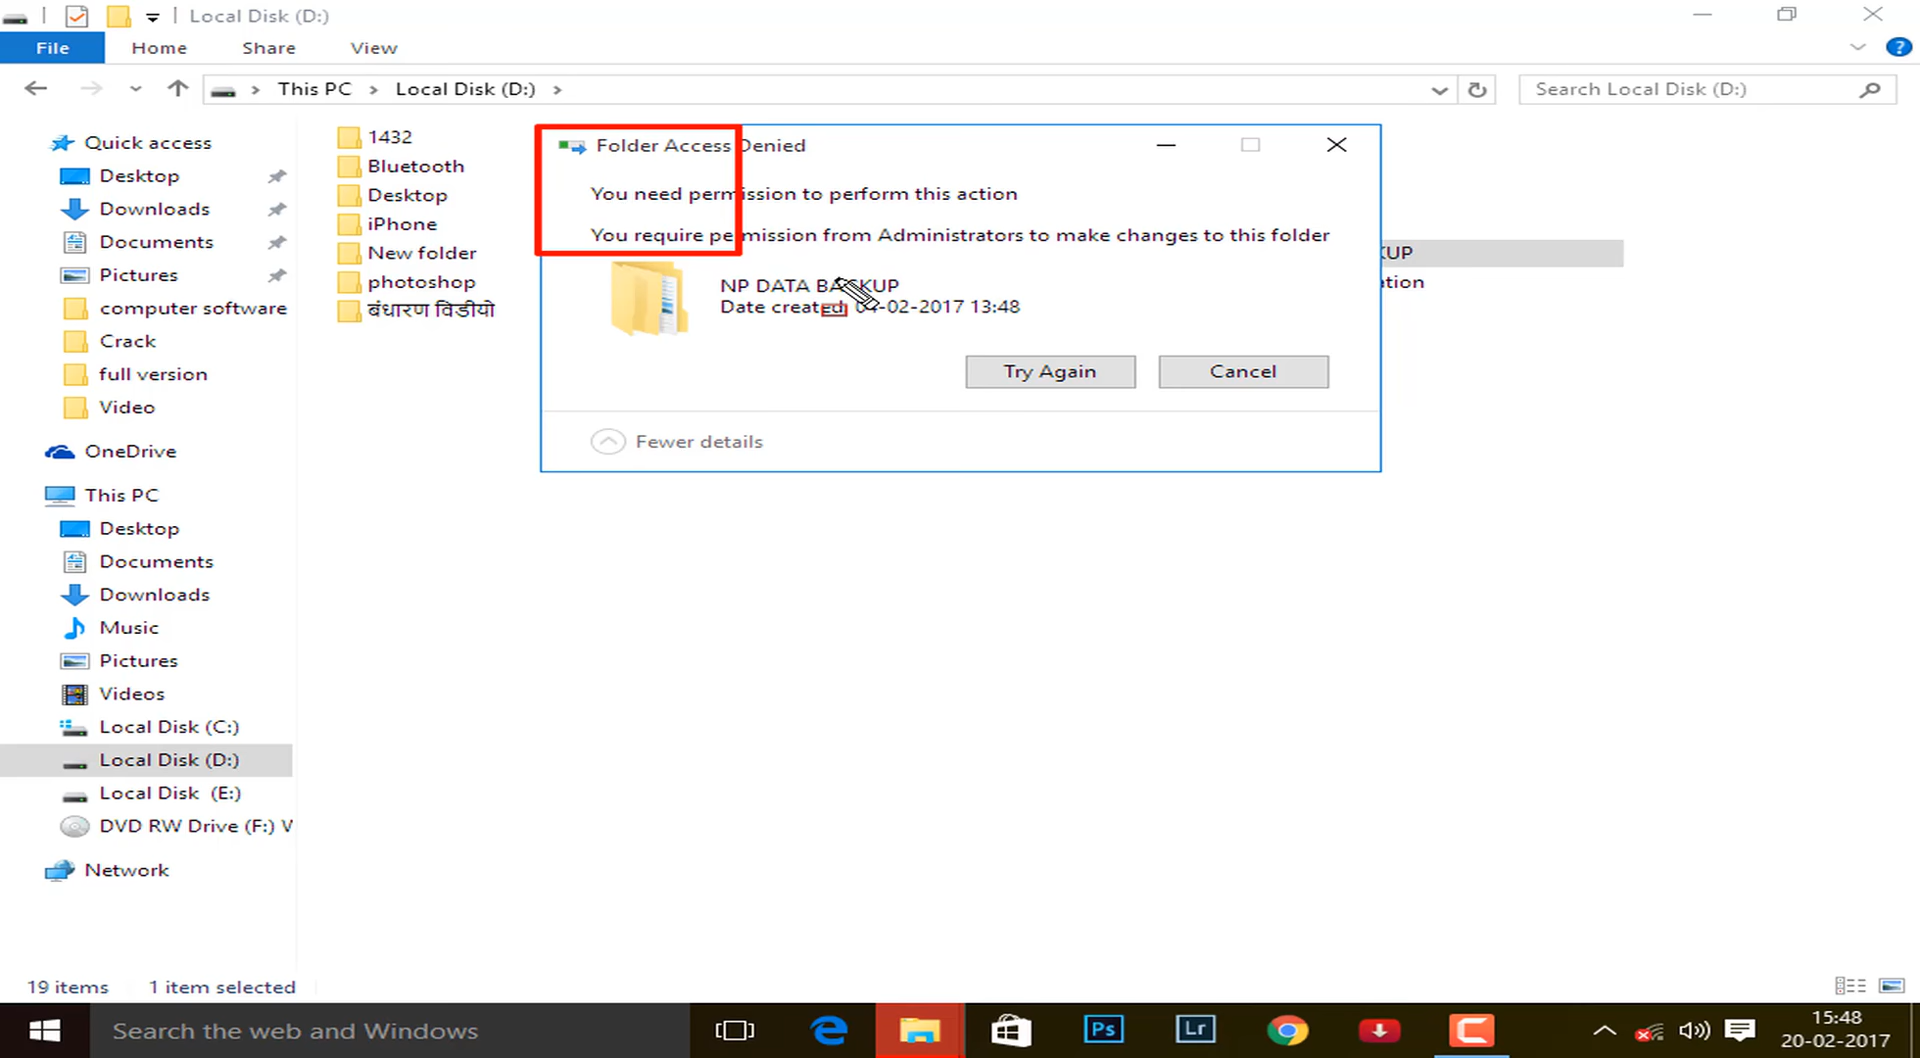 Local Disk (D:)
File Home Share View
This PC > Local Disk (D:) >
Search Local Disk (D:)
Quick access
Desktop
Downloads
Documents
Pictures
computer software
Crack
full version
Video
OneDrive
This PC
Desktop
Documents
Downloads
Music
Pictures
Videos
Local Disk (C:)
Local Disk (D:)
Local Disk (E:)
DVD RW Drive (F:) V
Network
1432
Bluetooth
Desktop
iPhone
New folder
photoshop
बंधारण विडीयो
KUP
ation
Folder Access Denied
You need permission to perform this action
You require permission from Administrators to make changes to this folder
NP DATA BACKUP
Date created: 04-02-2017 13:48
Try Again Cancel
Fewer details
19 items 1 item selected
Search the web and Windows
Ps
Lr
15:48
20-02-2017